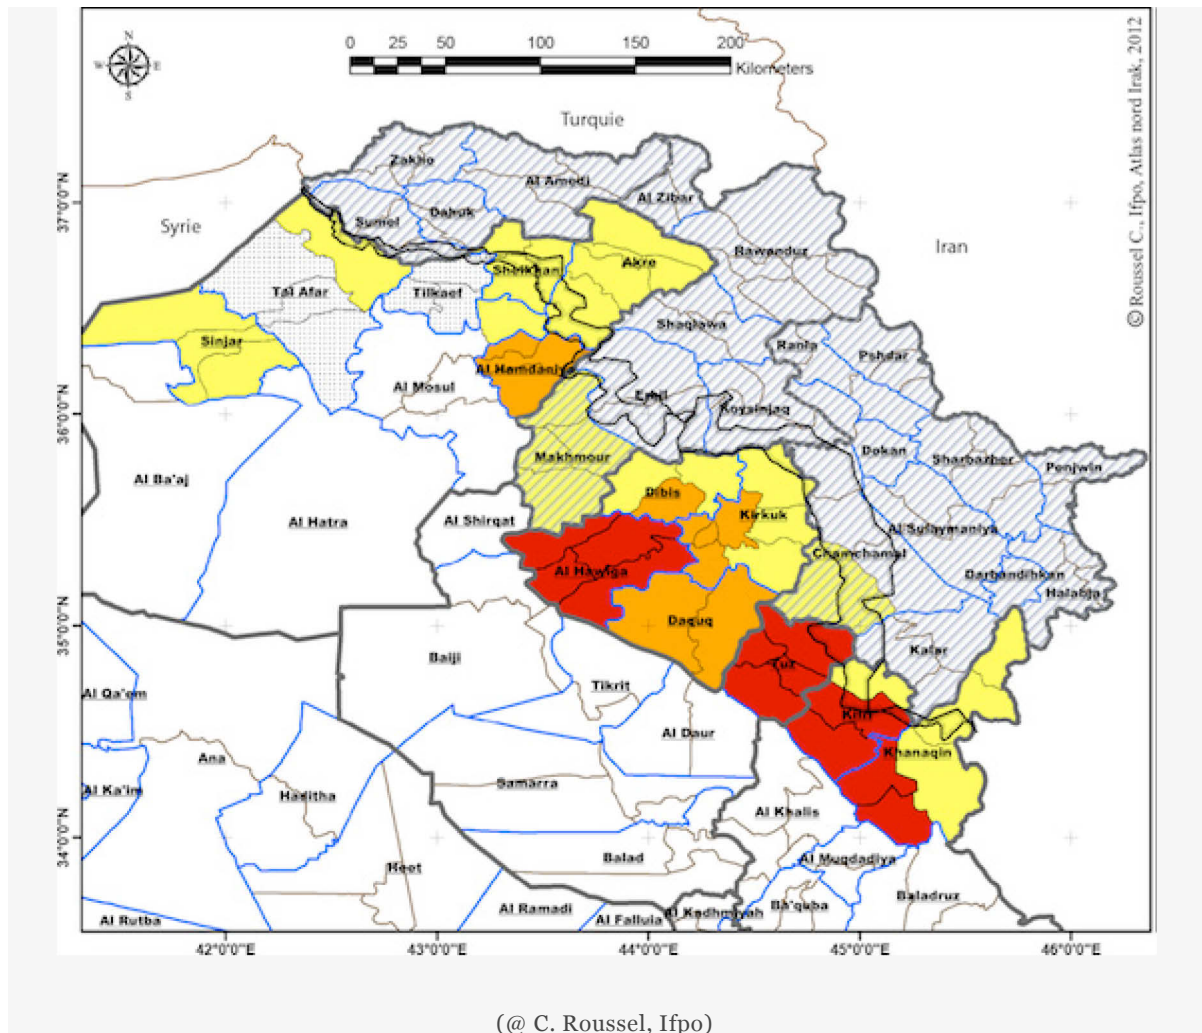 N
W E
S
0 25 50 100 150 200
Kilometers
© Roussel C., Ifpo, Atlas nord Irak, 2012
Turquie
Syrie
Iran
Zakho
Al Amedi
Al Zibar
Sumel
Dahuk
Rawanduz
Akre
Sheikhan
Tal Afar
Tilkaef
Shaqlawa
Sinjar
Rania
Pshdar
Al Hamdaniya
Al Mosul
Erbil
Koysinjaq
Dokan
Sharbazher
Penjwin
Makhmour
Al Ba'aj
Dibis
Al Hatra
Al Shirqat
Kirkuk
Al Sulaymaniya
Chamchamal
Al Hawiga
Darbandihkan
Halabja
Daquq
Kalar
Baiji
Tuz
Tikrit
Al Qa'em
Kifri
Al Daur
Khanaqin
Ana
Samarra
Al Ka'im
Haditha
Al Khalis
Balad
Al Muqdadiya
Heet
Baladruz
Al Rutba
Al Ramadi
Al Falluia
Al Kadhmiyah
Ba'quba
37°0'0"N
36°0'0"N
35°0'0"N
34°0'0"N
42°0'0"E 43°0'0"E 44°0'0"E 45°0'0"E 46°0'0"E
(@ C. Roussel, Ifpo)